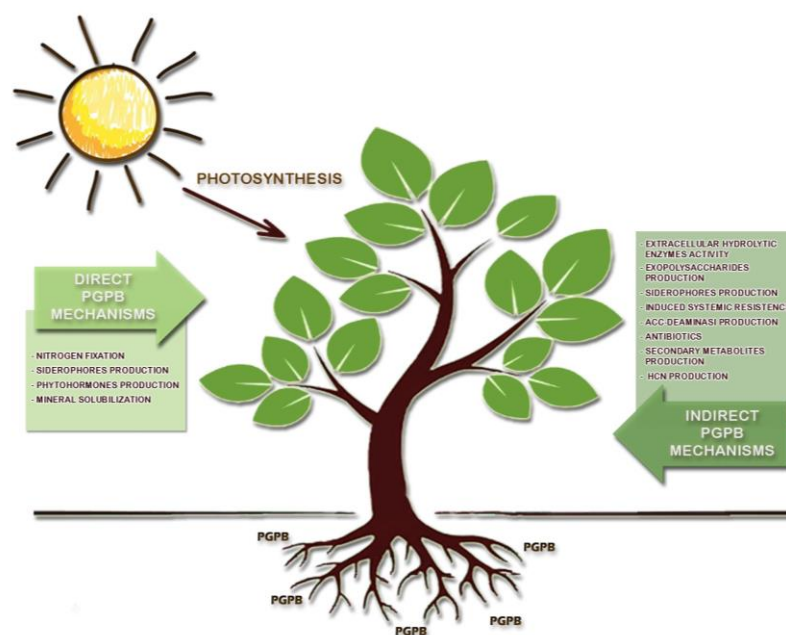 PHOTOSYNTHESIS
DIRECT
PGPB
MECHANISMS
- NITROGEN FIXATION
- SIDEROPHORES PRODUCTION
- PHYTOHORMONES PRODUCTION
- MINERAL SOLUBILIZATION
- EXTRACELLULAR HYDROLYTIC
ENZYMES ACTIVITY
- EXOPOLYSACCHARIDES
PRODUCTION
- SIDEROPHORES PRODUCTION
- INDUCED SYSTEMIC RESISTENC
- ACC-DEAMINASI PRODUCTION
- ANTIBIOTICS
- SECONDARY METABOLITES
PRODUCTION
- HCN PRODUCTION
INDIRECT
PGPB
MECHANISMS
PGPB
PGPB
PGPB
PGPB
PGPB